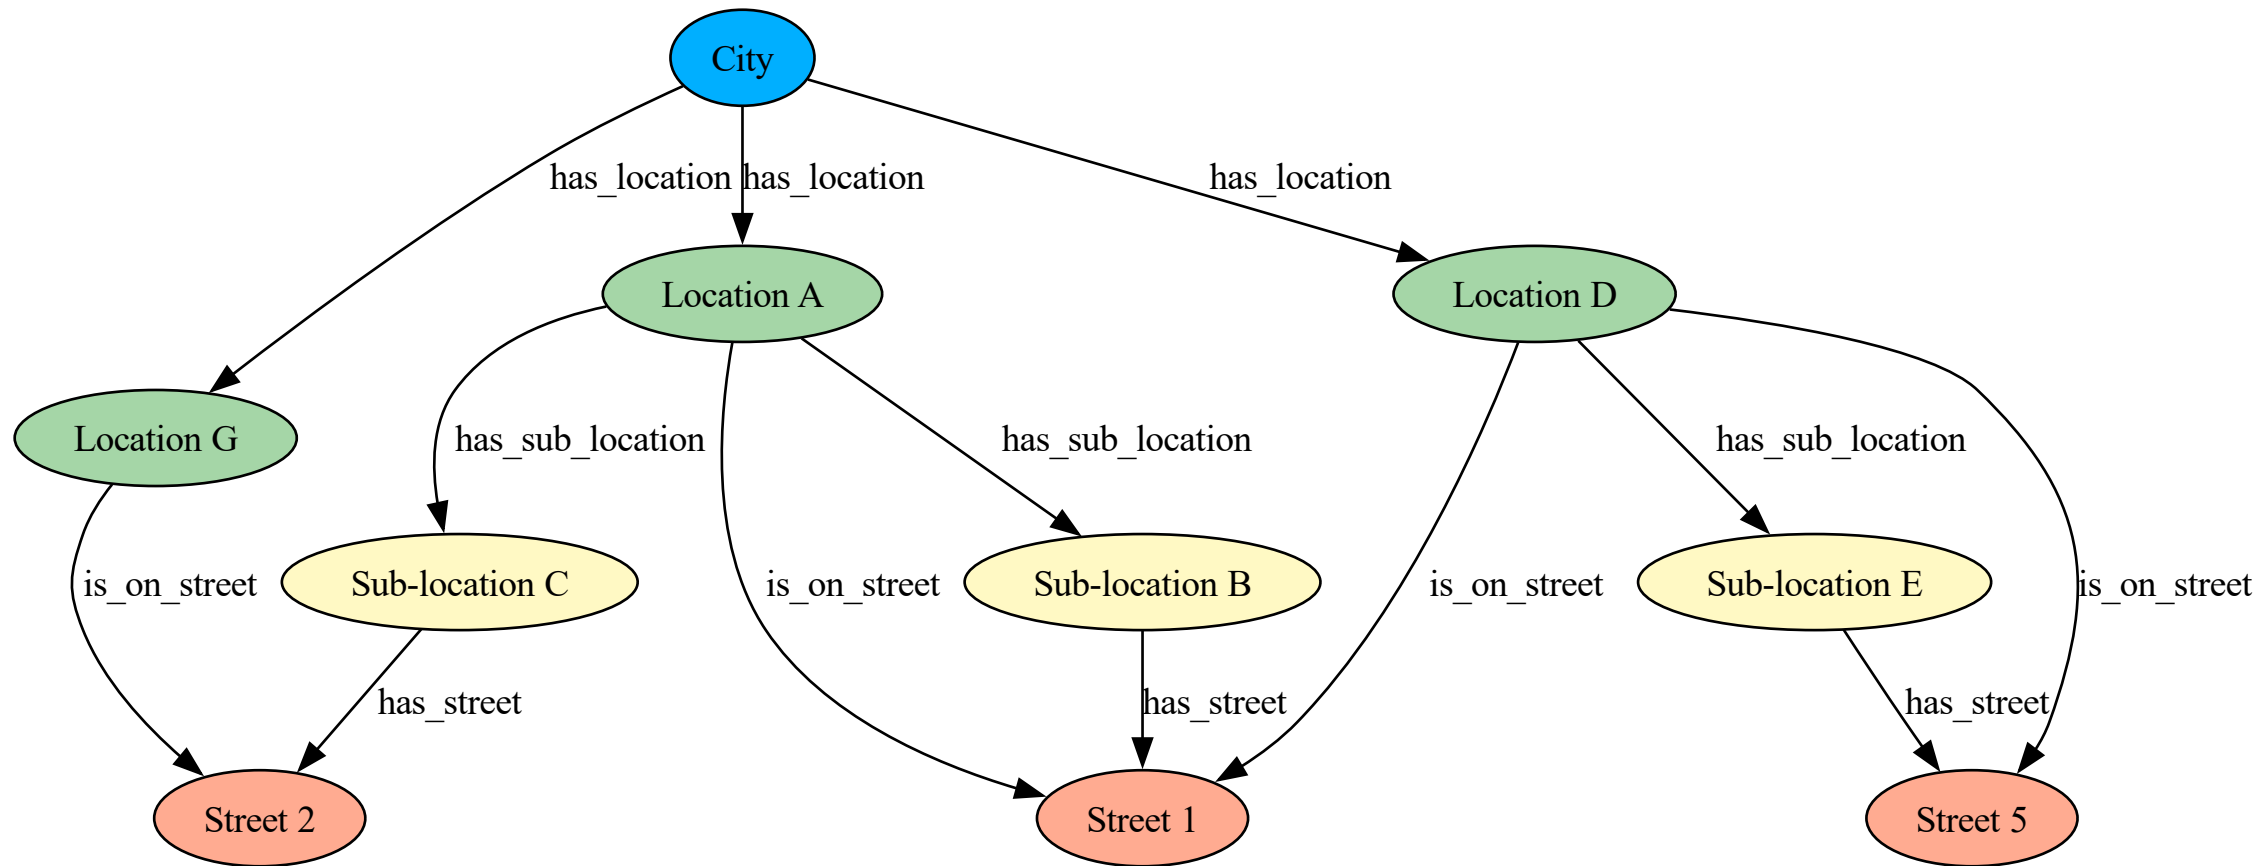 City
has_location
has_location
has_location
Location A
Location D
Location G
has_sub_location
has_sub_location
has_sub_location
is_on_street
Sub-location C
is_on_street
Sub-location B
is_on_street
Sub-location E
is_on_street
has_street
has_street
has_street
Street 2
Street 1
Street 5